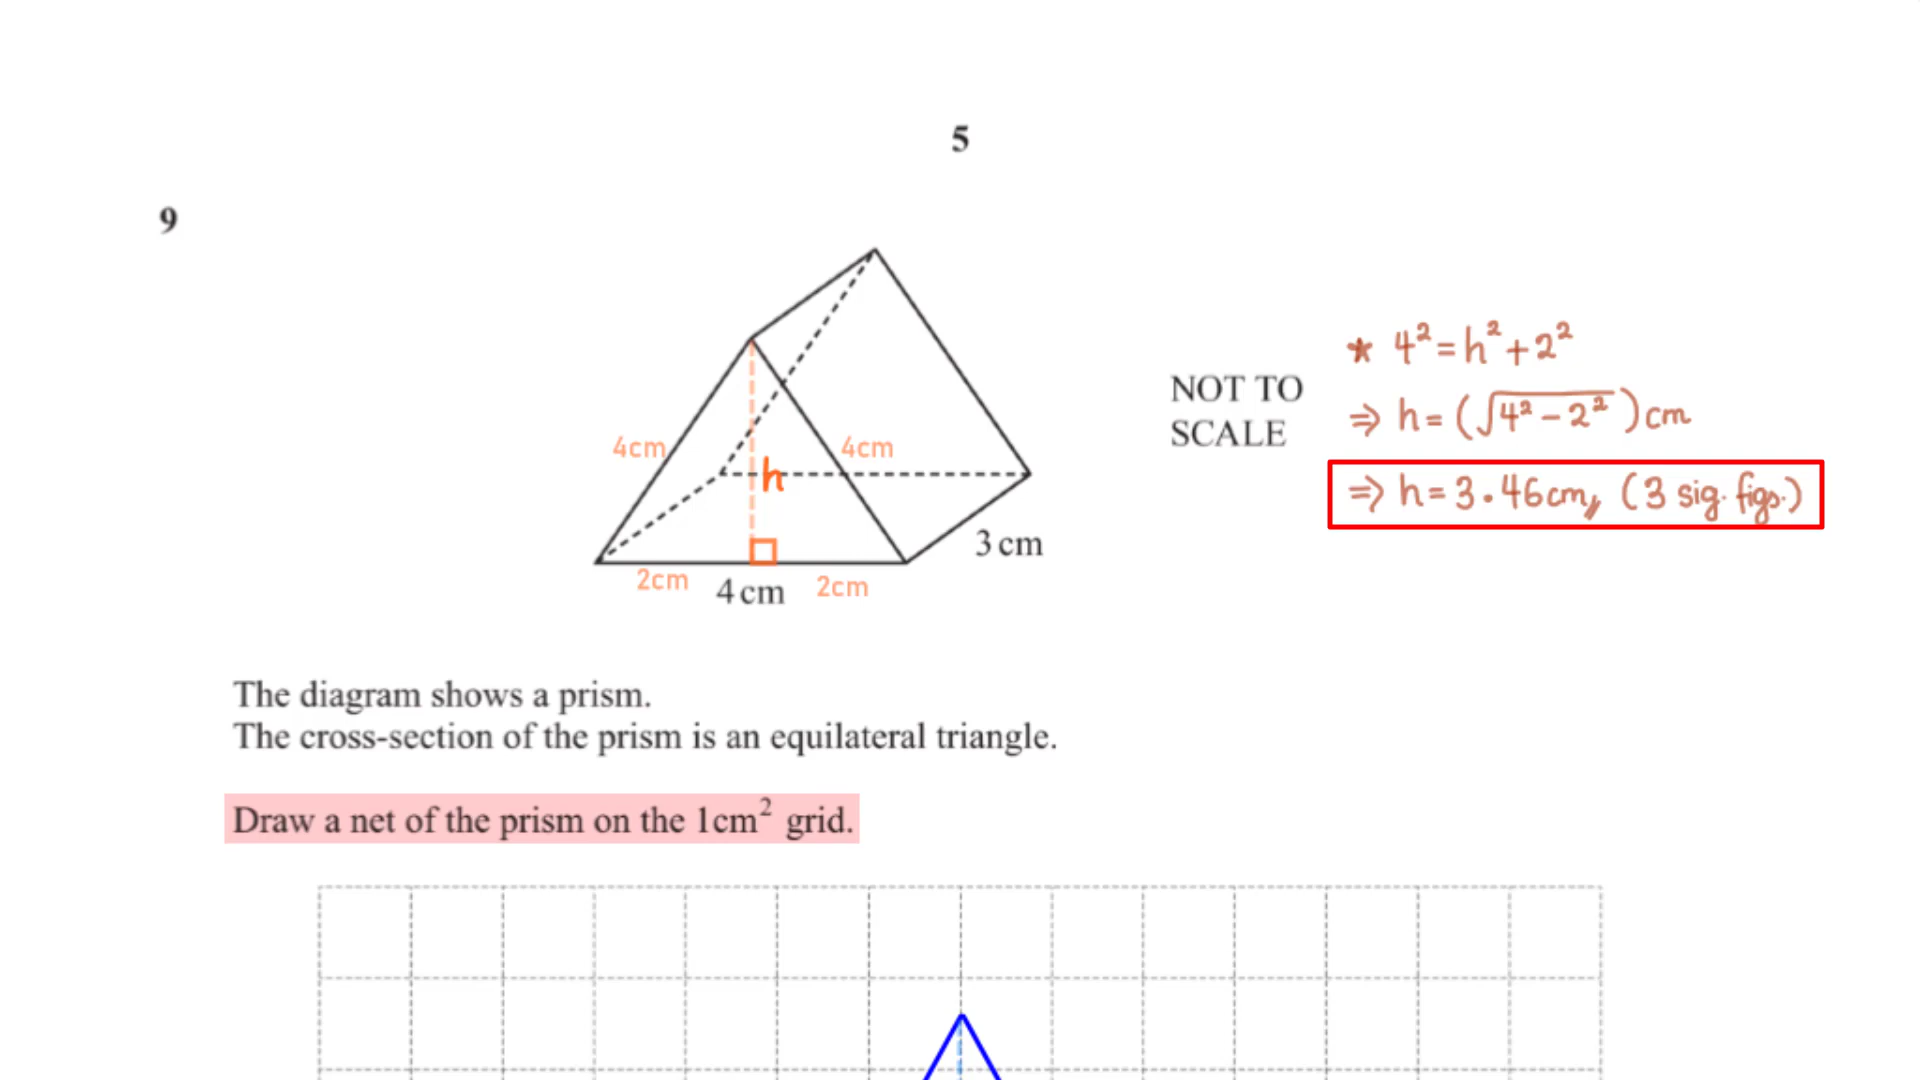 5
9
4cm
4cm
h
3 cm
2cm
4 cm
2cm
NOT TO
SCALE
* 4² = h² + 2²
⇒ h = (√4² − 2²) cm
⇒ h = 3.46cm, (3 sig. figs.)
The diagram shows a prism.
The cross-section of the prism is an equilateral triangle.
Draw a net of the prism on the 1cm² grid.